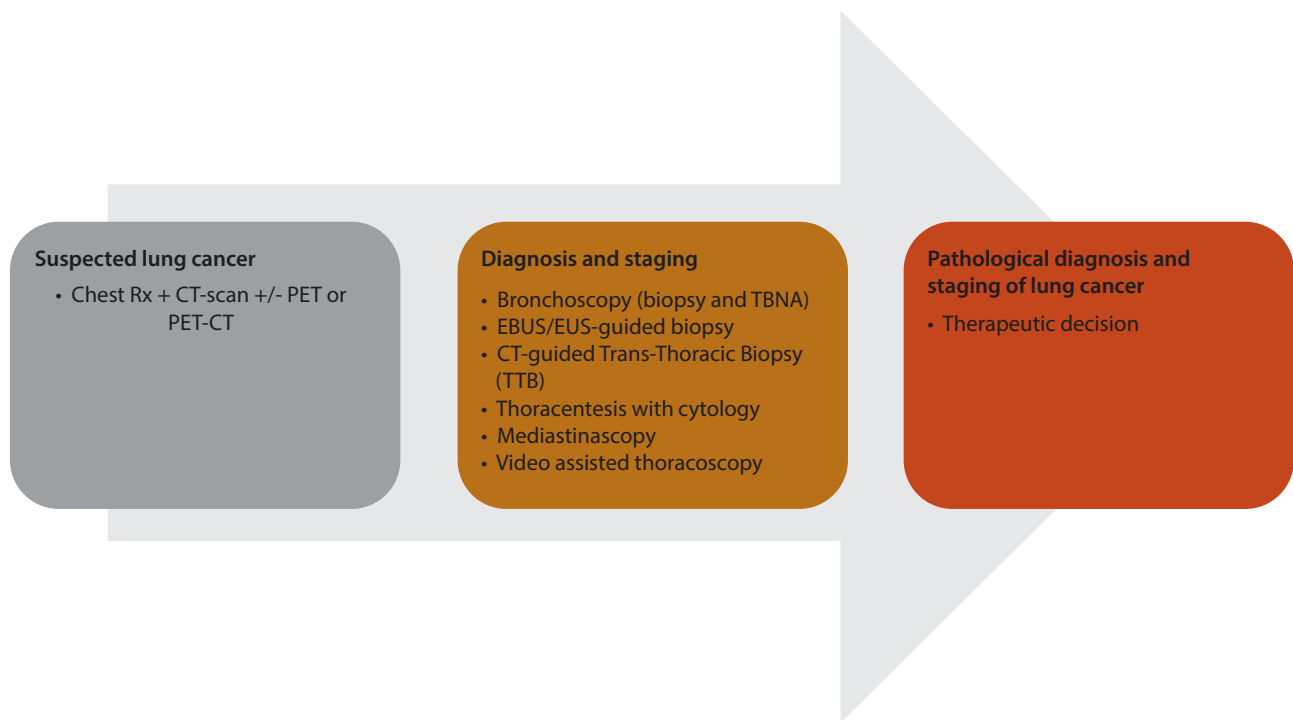 Suspected lung cancer
• Chest Rx + CT-scan +/- PET or
PET-CT
Diagnosis and staging
• Bronchoscopy (biopsy and TBNA)
• EBUS/EUS-guided biopsy
• CT-guided Trans-Thoracic Biopsy
(TTB)
• Thoracentesis with cytology
• Mediastinascopy
• Video assisted thoracoscopy
Pathological diagnosis and
staging of lung cancer
• Therapeutic decision